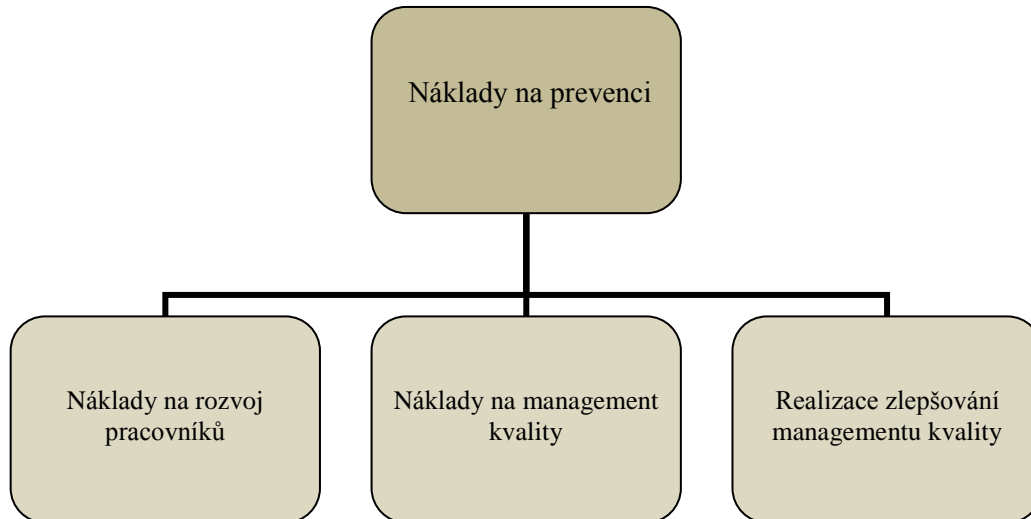 Náklady na prevenci
Náklady na rozvoj
pracovníků
Náklady na management
kvality
Realizace zlepšování
managementu kvality